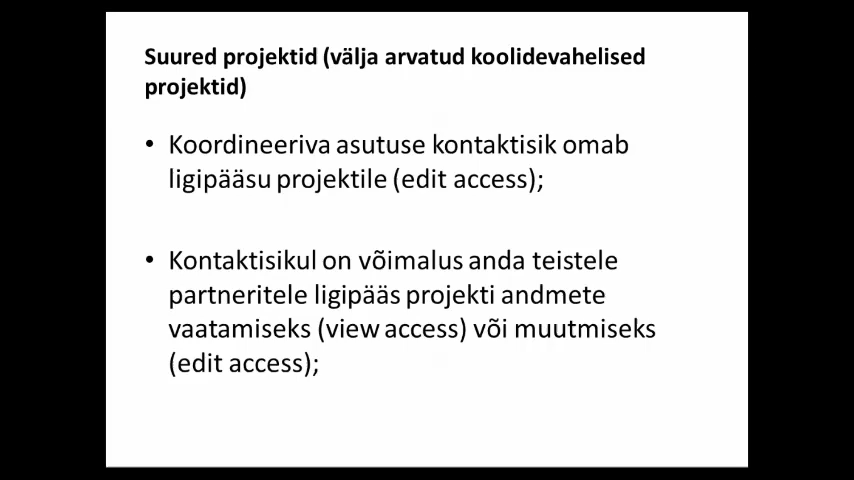 Suured projektid (välja arvatud koolidevahelised
projektid)
• Koordineeriva asutuse kontaktisik omab
ligipääsu projektile (edit access);
• Kontaktisikul on võimalus anda teistele
partneritele ligipääs projekti andmete
vaatamiseks (view access) või muutmiseks
(edit access);